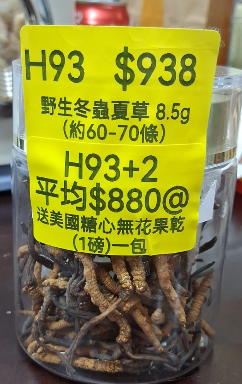 H93 $938
野生冬蟲夏草 8.5g
(約60-70條)
H93+2
平均$880@
送美國糖心無花果乾
(1磅)一包